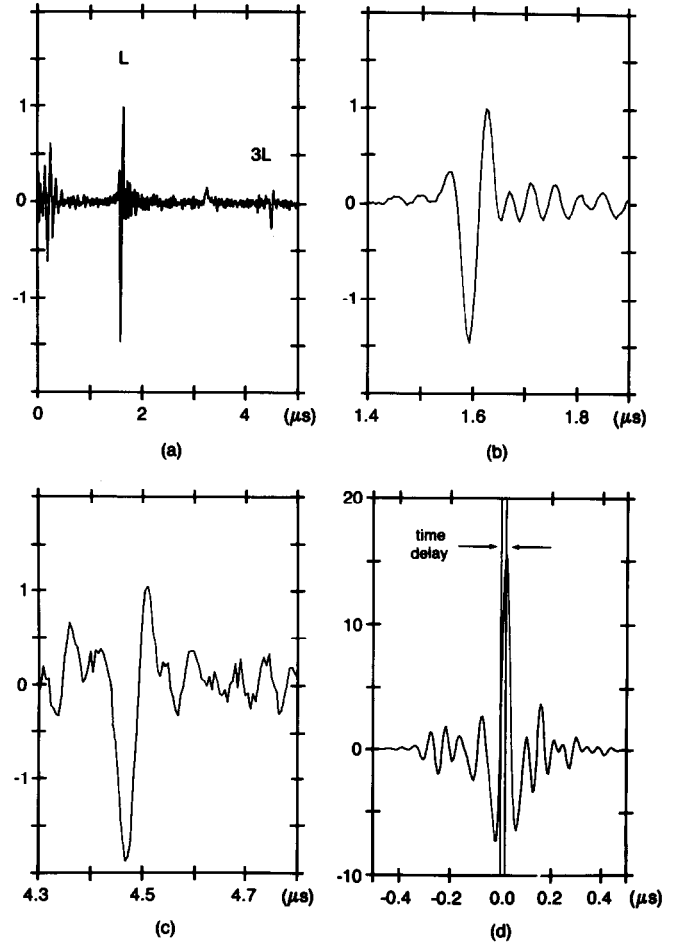 L
3L
1
0
-1
0 2 4 (μs)
(a)
1
0
-1
1.4 1.6 1.8 (μs)
(b)
1
0
-1
4.3 4.5 4.7 (μs)
(c)
20
time
delay
10
0
-10
-0.4 -0.2 0.0 0.2 0.4 (μs)
(d)